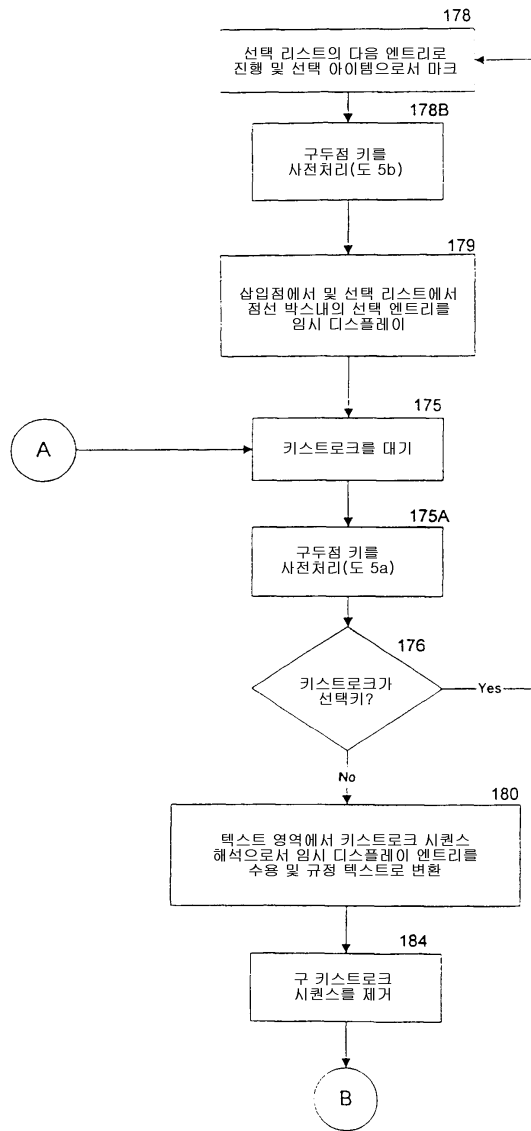 178
선택 리스트의 다음 엔트리로
진행 및 선택 아이템으로서 마크
178B
구두점 키를
사전처리(도 5b)
179
삽입점에서 및 선택 리스트에서
점선 박스내의 선택 엔트리를
임시 디스플레이
175
A
키스트로크를 대기
175A
구두점 키를
사전처리(도 5a)
176
키스트로크가
선택키?
Yes
No
180
텍스트 영역에서 키스트로크 시퀀스
해석으로서 임시 디스플레이 엔트리를
수용 및 규정 텍스트로 변환
184
구 키스트로크
시퀀스를 제거
B